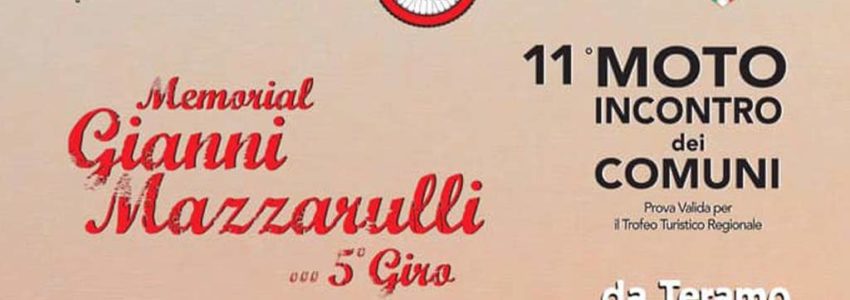 Memorial
Gianni
Mazzarulli
... 5° Giro
11° MOTO
INCONTRO
dei
COMUNI
Prova Valida per
il Trofeo Turistico Regionale
da Teramo